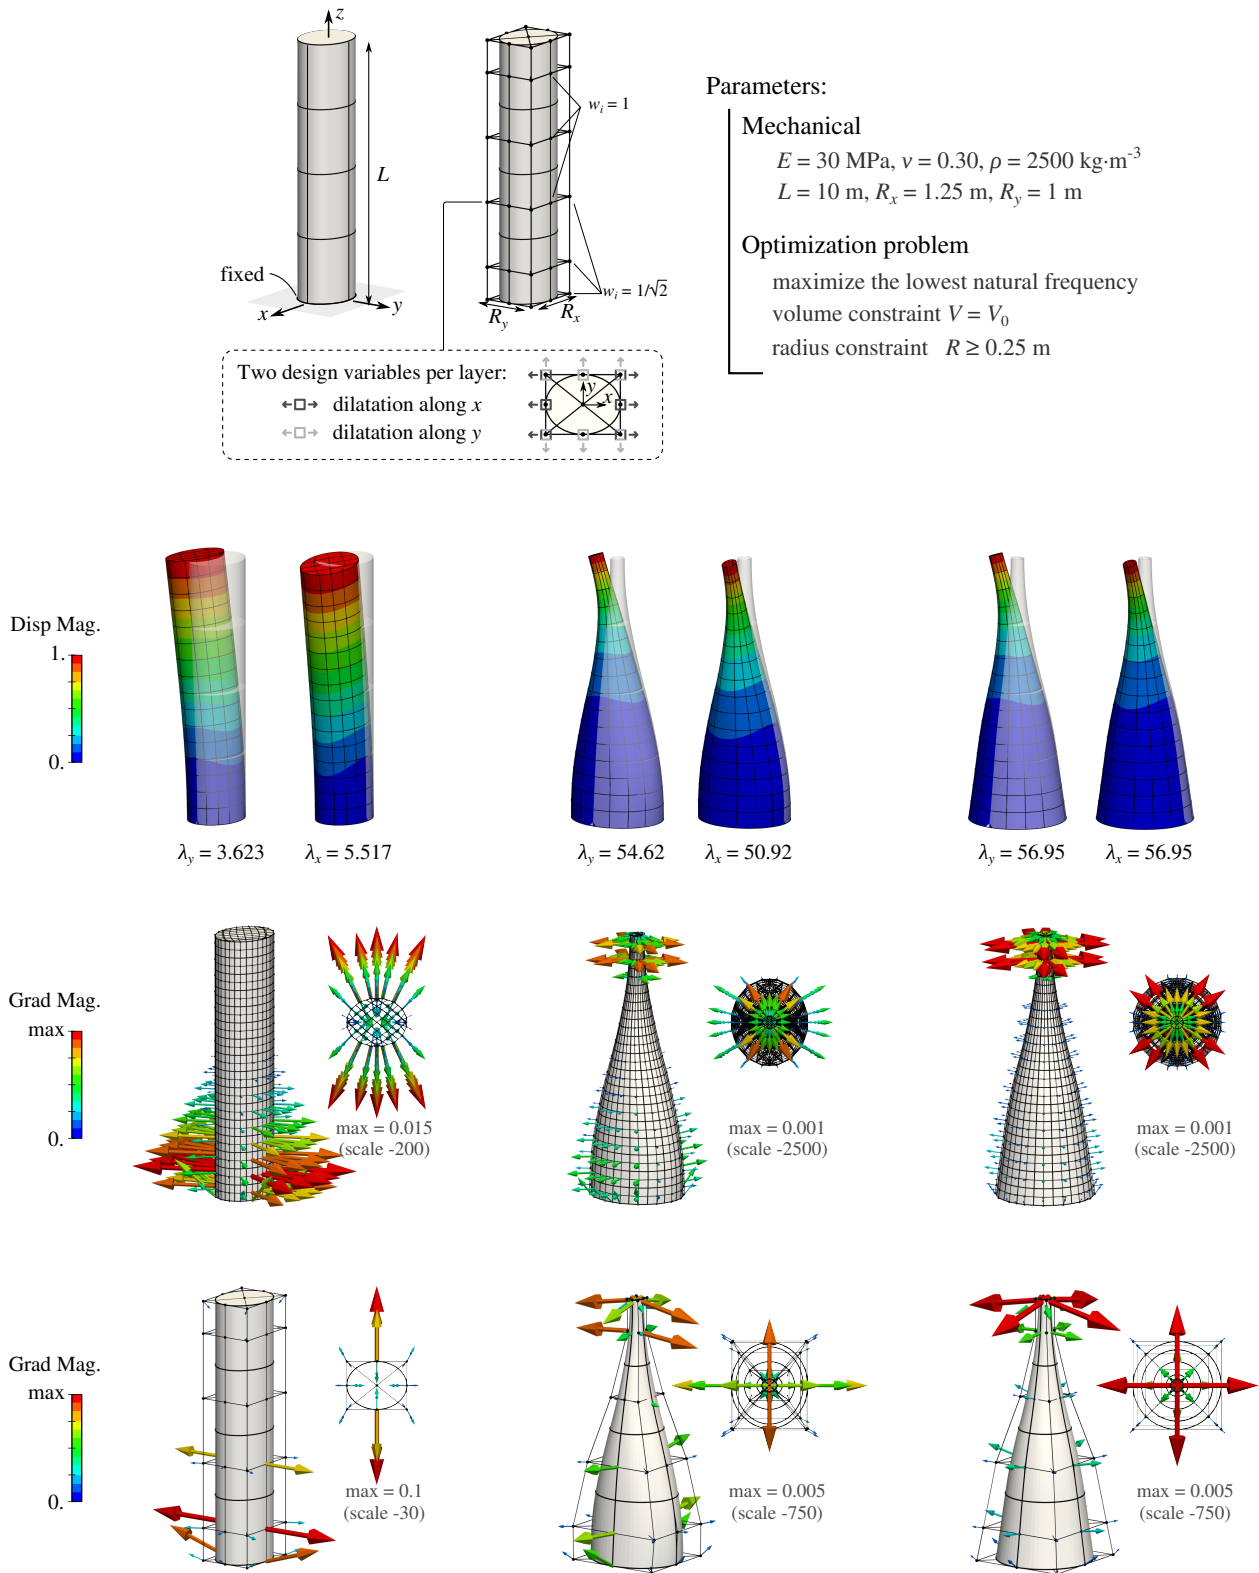 z
L
fixed
x
y
w_i = 1
w_i = 1/√2
R_y
R_x
Parameters:
Mechanical
E = 30 MPa, ν = 0.30, ρ = 2500 kg·m⁻³
L = 10 m, R_x = 1.25 m, R_y = 1 m
Optimization problem
maximize the lowest natural frequency
volume constraint V = V₀
radius constraint R ≥ 0.25 m
Two design variables per layer:
dilatation along x
dilatation along y
y
x
Disp Mag.
1.
0.
λ_y = 3.623
λ_x = 5.517
λ_y = 54.62
λ_x = 50.92
λ_y = 56.95
λ_x = 56.95
Grad Mag.
max
0.
max = 0.015
(scale -200)
max = 0.001
(scale -2500)
max = 0.001
(scale -2500)
Grad Mag.
max
0.
max = 0.1
(scale -30)
max = 0.005
(scale -750)
max = 0.005
(scale -750)